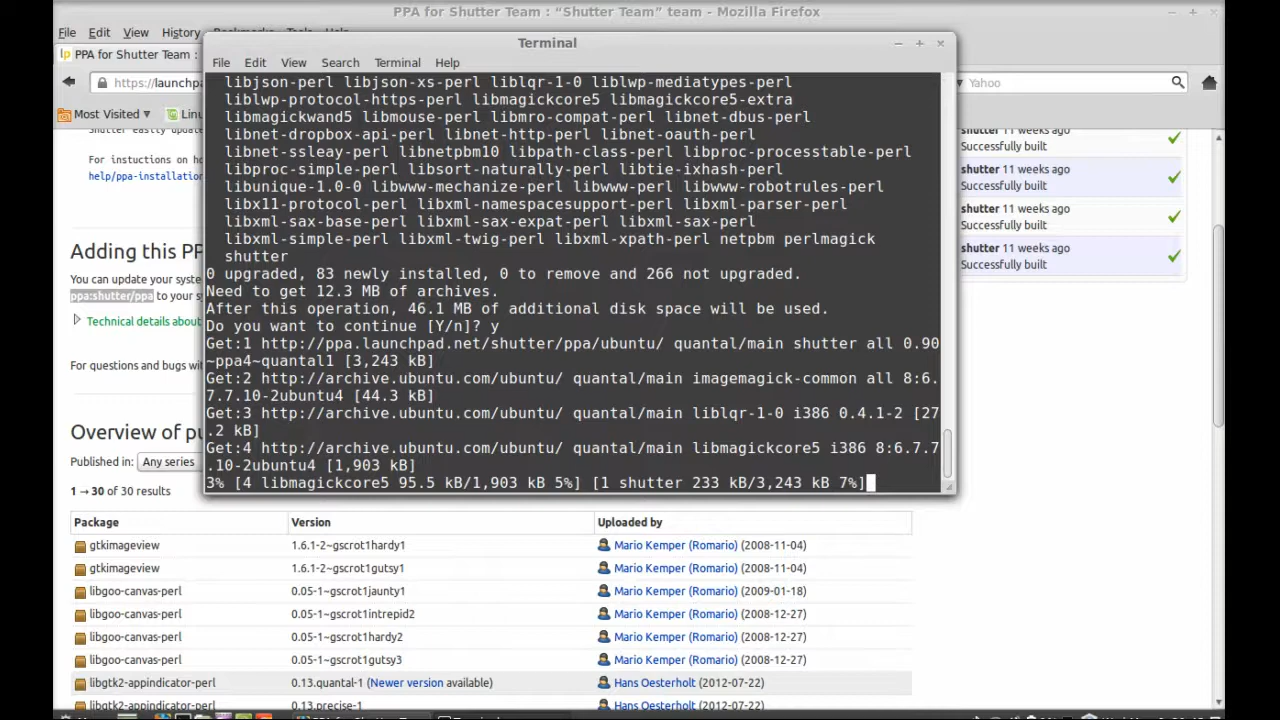 PPA for Shutter Team : “Shutter Team” team - Mozilla Firefox
File Edit View History Bookmarks Tools Help
PPA for Shutter Team :
https://launchpa
Yahoo
Most Visited
Linu
Terminal
File Edit View Search Terminal Help
libjson-perl libjson-xs-perl liblqr-1-0 liblwp-mediatypes-perl
liblwp-protocol-https-perl libmagickcore5 libmagickcore5-extra
libmagickwand5 libmouse-perl libmro-compat-perl libnet-dbus-perl
libnet-dropbox-api-perl libnet-http-perl libnet-oauth-perl
libnet-ssleay-perl libnetpbm10 libpath-class-perl libproc-processtable-perl
libproc-simple-perl libsort-naturally-perl libtie-ixhash-perl
libunique-1.0-0 libwww-mechanize-perl libwww-perl libwww-robotrules-perl
libx11-protocol-perl libxml-namespacesupport-perl libxml-parser-perl
libxml-sax-base-perl libxml-sax-expat-perl libxml-sax-perl
libxml-simple-perl libxml-twig-perl libxml-xpath-perl netpbm perlmagick
shutter
0 upgraded, 83 newly installed, 0 to remove and 266 not upgraded.
Need to get 12.3 MB of archives.
After this operation, 46.1 MB of additional disk space will be used.
Do you want to continue [Y/n]? y
Get:1 http://ppa.launchpad.net/shutter/ppa/ubuntu/ quantal/main shutter all 0.90
~ppa4~quantal1 [3,243 kB]
Get:2 http://archive.ubuntu.com/ubuntu/ quantal/main imagemagick-common all 8:6.
7.7.10-2ubuntu4 [44.3 kB]
Get:3 http://archive.ubuntu.com/ubuntu/ quantal/main liblqr-1-0 i386 0.4.1-2 [27
.2 kB]
Get:4 http://archive.ubuntu.com/ubuntu/ quantal/main libmagickcore5 i386 8:6.7.7
.10-2ubuntu4 [1,903 kB]
3% [4 libmagickcore5 95.5 kB/1,903 kB 5%] [1 shutter 233 kB/3,243 kB 7%]
Shutter easily update
For instuctions on ho
help/ppa-installation
Adding this PP
You can update your syste
ppa:shutter/ppa to your sy
Technical details about
For questions and bugs wit
Overview of pu
Published in: Any series
1 → 30 of 30 results
shutter 11 weeks ago
Successfully built
shutter 11 weeks ago
Successfully built
shutter 11 weeks ago
Successfully built
shutter 11 weeks ago
Successfully built
Package Version Uploaded by
gtkimageview 1.6.1-2~gscrot1hardy1 Mario Kemper (Romario) (2008-11-04)
gtkimageview 1.6.1-2~gscrot1gutsy1 Mario Kemper (Romario) (2008-11-04)
libgoo-canvas-perl 0.05-1~gscrot1jaunty1 Mario Kemper (Romario) (2009-01-18)
libgoo-canvas-perl 0.05-1~gscrot1intrepid2 Mario Kemper (Romario) (2008-12-27)
libgoo-canvas-perl 0.05-1~gscrot1hardy2 Mario Kemper (Romario) (2008-12-27)
libgoo-canvas-perl 0.05-1~gscrot1gutsy3 Mario Kemper (Romario) (2008-12-27)
libgtk2-appindicator-perl 0.13.quantal-1 (Newer version available) Hans Oesterholt (2012-07-22)
libgtk2-appindicator-perl 0.13.precise-1 Hans Oesterholt (2012-07-22)